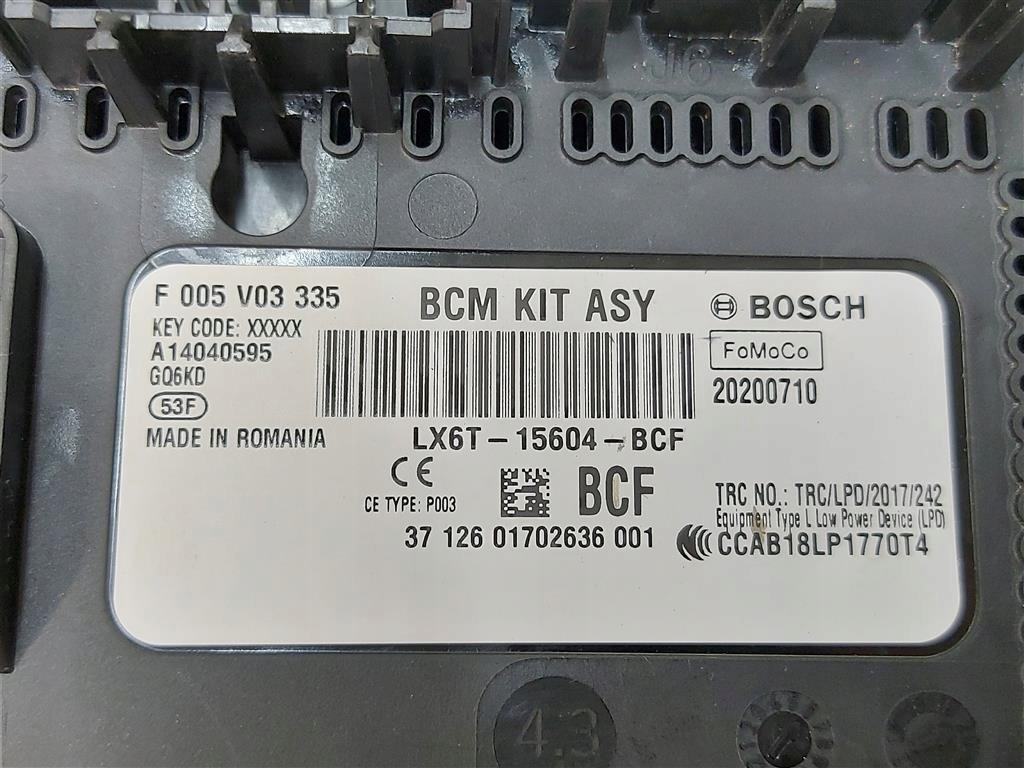 J6
F 005 V03 335
BCM KIT ASY
BOSCH
KEY CODE: XXXXX
A14040595
FoMoCo
GQ6KD
20200710
53F
MADE IN ROMANIA
LX6T-15604-BCF
CE
CE TYPE: P003
BCF
TRC NO.: TRC/LPD/2017/242
Equipment Type L Low Power Device (LPD)
37 126 01702636 001
CCAB18LP1770T4
4.3